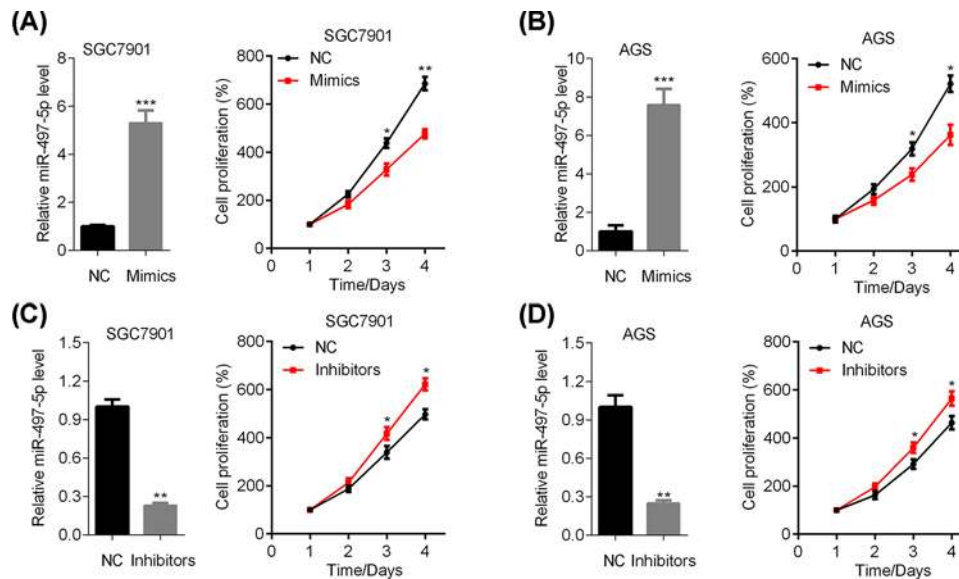 (A)
SGC7901
Relative miR-497-5p level
8
6
4
2
0
***
NC Mimics
SGC7901
NC
Mimics
Cell proliferation (%)
800
600
400
200
0
*
**
0 1 2 3 4
Time/Days
(B)
AGS
Relative miR-497-5p level
10
8
6
4
2
0
***
NC Mimics
AGS
NC
Mimics
Cell proliferation (%)
600
400
200
0
*
*
0 1 2 3 4
Time/Days
(C)
SGC7901
Relative miR-497-5p level
1.5
1.2
0.9
0.6
0.3
0.0
**
NC Inhibitors
SGC7901
NC
Inhibitors
Cell proliferation (%)
800
600
400
200
0
*
*
0 1 2 3 4
Time/Days
(D)
AGS
Relative miR-497-5p level
1.5
1.2
0.9
0.6
0.3
0.0
**
NC Inhibitors
AGS
NC
Inhibitors
Cell proliferation (%)
800
600
400
200
0
*
*
0 1 2 3 4
Time/Days